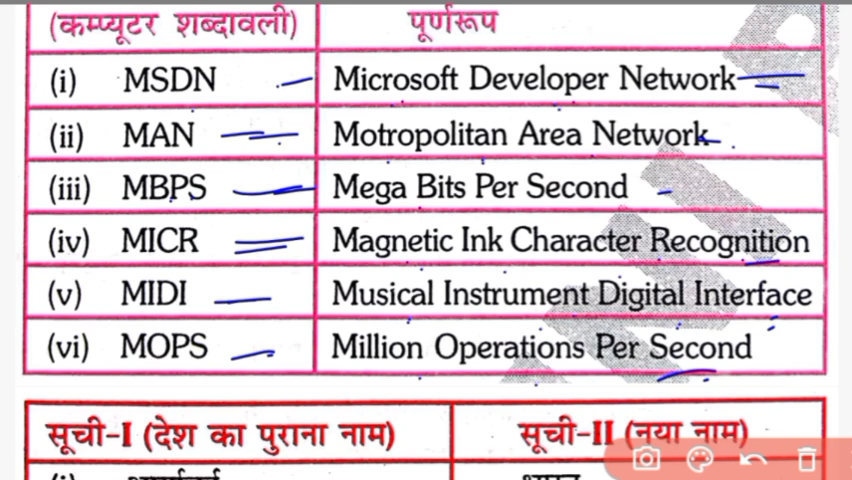 (कम्प्यूटर शब्दावली) पूर्णरूप
(i) MSDN Microsoft Developer Network
(ii) MAN Motropolitan Area Network
(iii) MBPS Mega Bits Per Second
(iv) MICR Magnetic Ink Character Recognition
(v) MIDI Musical Instrument Digital Interface
(vi) MOPS Million Operations Per Second
सूची-I (देश का पुराना नाम) सूची-II (नया नाम)